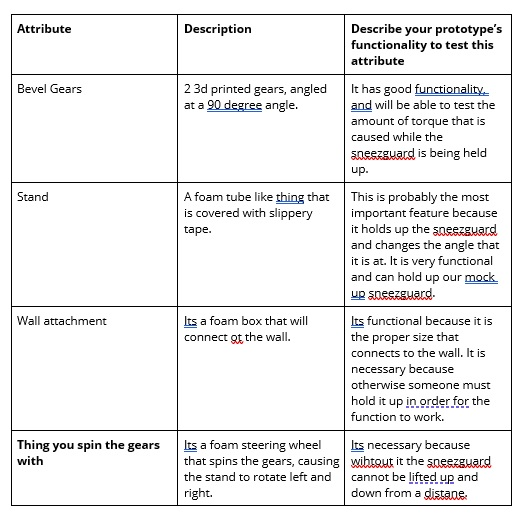 Attribute
Description
Describe your prototype's
functionality to test this
attribute
Bevel Gears
2 3d printed gears, angled
at a 90 degree angle.
It has good functionality,
and will be able to test the
amount of torque that is
caused while the
sneezguard is being held
up.
Stand
A foam tube like thing that
is covered with slippery
tape.
This is probably the most
important feature because
it holds up the sneezguard
and changes the angle that
it is at. It is very functional
and can hold up our mock
up sneezguard.
Wall attachment
Its a foam box that will
connect ot the wall.
Its functional because it is
the proper size that
connects to the wall. It is
necessary because
otherwise someone must
hold it up in order for the
function to work.
Thing you spin the gears
with
Its a foam steering wheel
that spins the gears, causing
the stand to rotate left and
right.
Its necessary because
wihtout it the sneezguard
cannot be lifted up and
down from a distane.